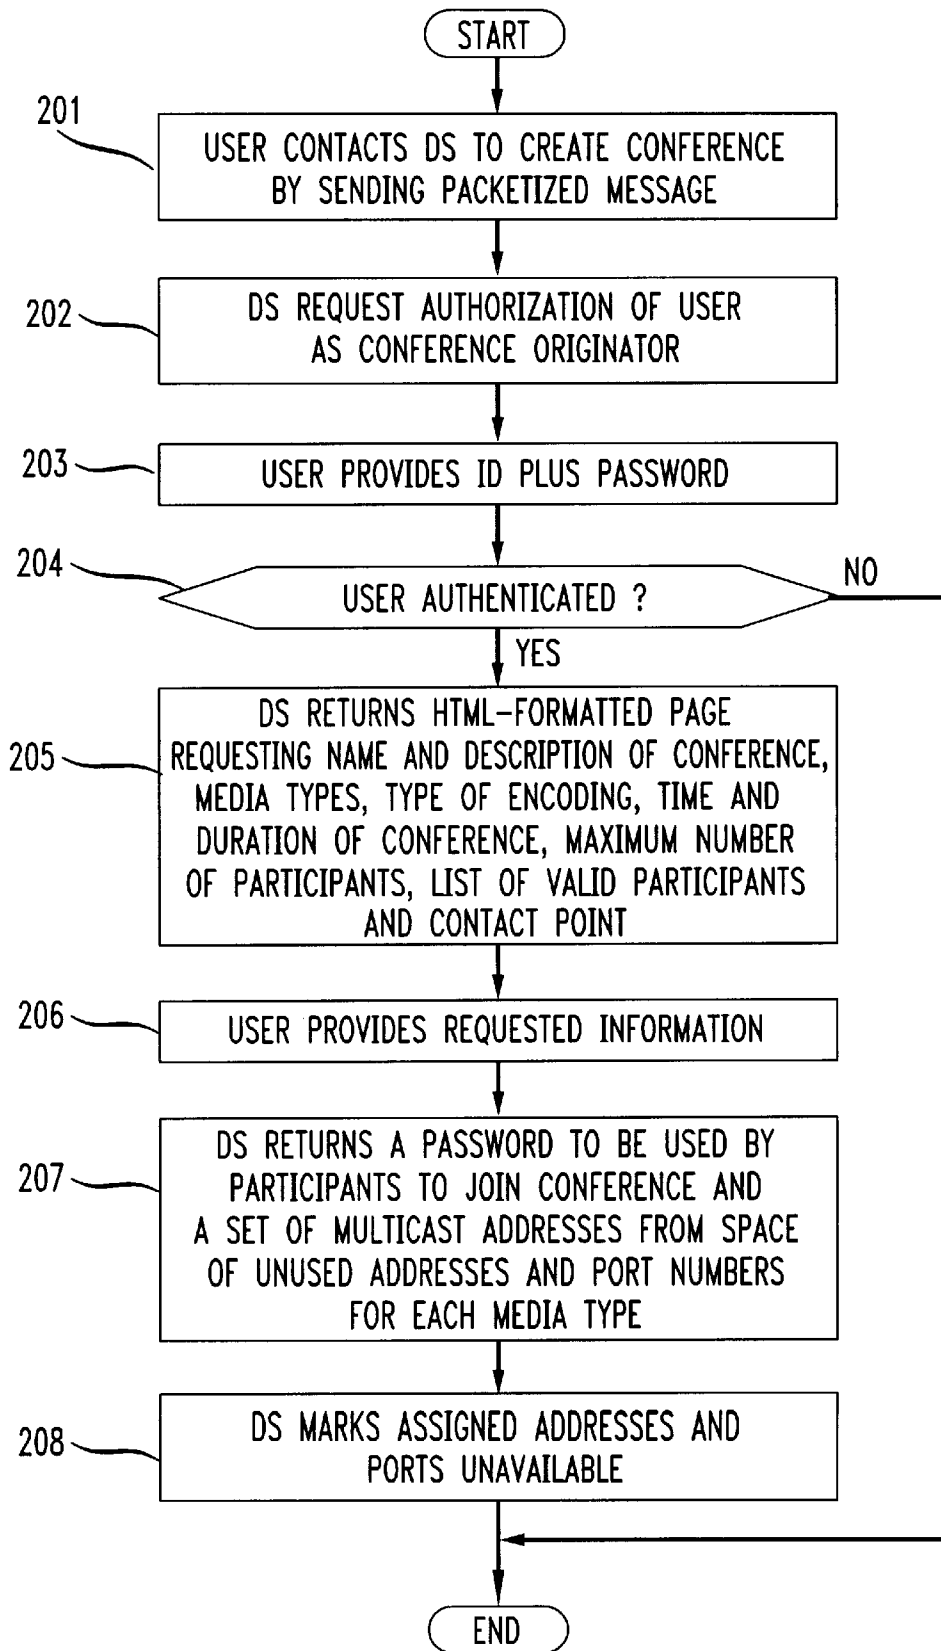 START
201
USER CONTACTS DS TO CREATE CONFERENCE
BY SENDING PACKETIZED MESSAGE
202
DS REQUEST AUTHORIZATION OF USER
AS CONFERENCE ORIGINATOR
203
USER PROVIDES ID PLUS PASSWORD
204
USER AUTHENTICATED ?
NO
YES
205
DS RETURNS HTML-FORMATTED PAGE
REQUESTING NAME AND DESCRIPTION OF CONFERENCE,
MEDIA TYPES, TYPE OF ENCODING, TIME AND
DURATION OF CONFERENCE, MAXIMUM NUMBER
OF PARTICIPANTS, LIST OF VALID PARTICIPANTS
AND CONTACT POINT
206
USER PROVIDES REQUESTED INFORMATION
207
DS RETURNS A PASSWORD TO BE USED BY
PARTICIPANTS TO JOIN CONFERENCE AND
A SET OF MULTICAST ADDRESSES FROM SPACE
OF UNUSED ADDRESSES AND PORT NUMBERS
FOR EACH MEDIA TYPE
208
DS MARKS ASSIGNED ADDRESSES AND
PORTS UNAVAILABLE
END